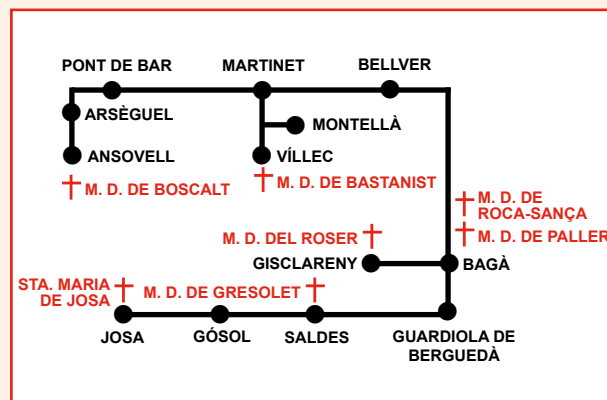 PONT DE BAR
MARTINET
BELLVER
ARSÈGUEL
MONTELLÀ
ANSOVELL
VÍLLEC
M. D. DE BOSCALT
M. D. DE BASTANIST
M. D. DE
ROCA-SANÇA
M. D. DE PALLER
M. D. DEL ROSER
GISCLARENY
BAGÀ
STA. MARIA
DE JOSA
M. D. DE GRESOLET
JOSA
GÓSOL
SALDES
GUARDIOLA DE
BERGUEDÀ